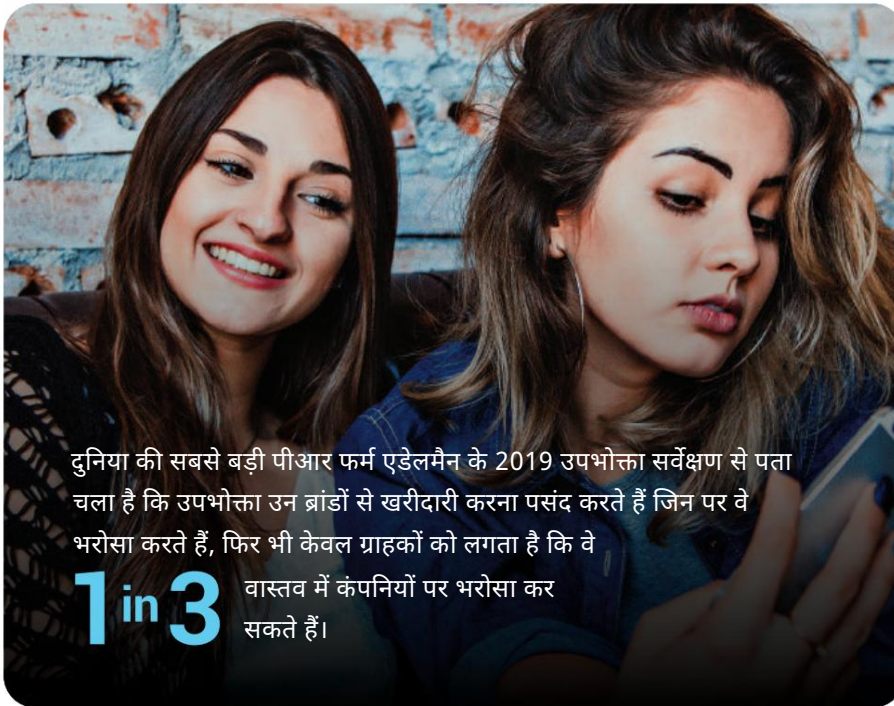 दुनिया की सबसे बड़ी पीआर फर्म एडेलमैन के 2019 उपभोक्ता सर्वेक्षण से पता
चला है कि उपभोक्ता उन ब्रांडों से खरीदारी करना पसंद करते हैं जिन पर वे
भरोसा करते हैं, फिर भी केवल ग्राहकों को लगता है कि वे
1 in 3 वास्तव में कंपनियों पर भरोसा कर
सकते हैं।